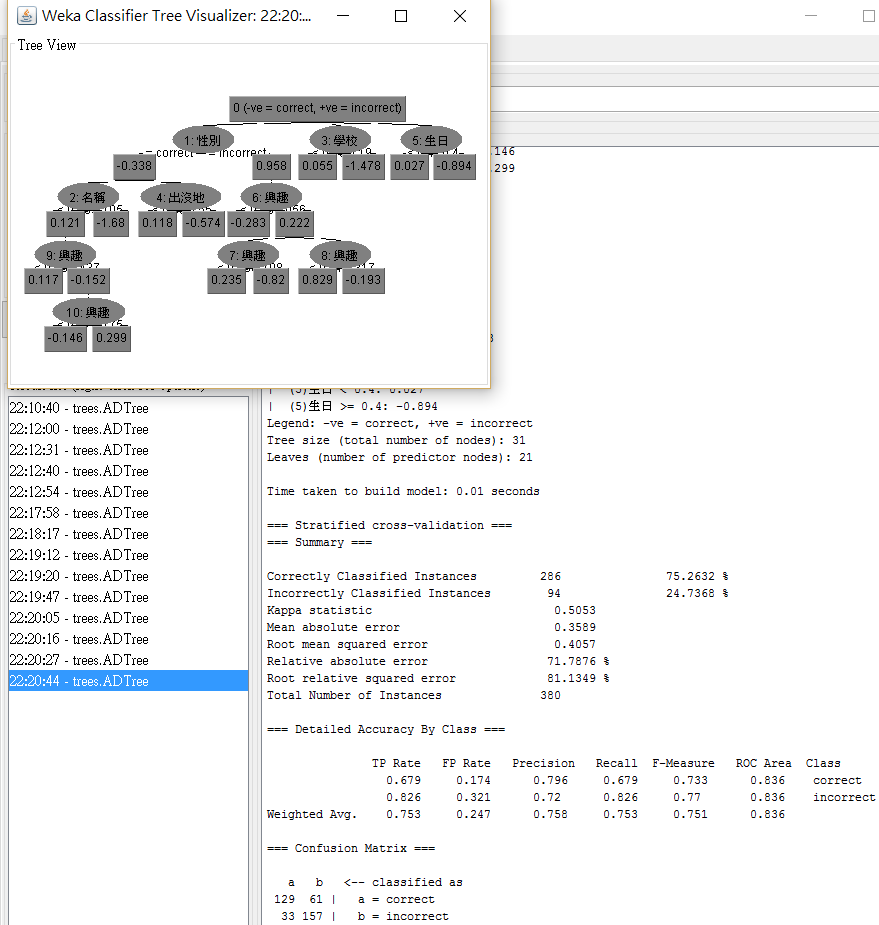 Weka Classifier Tree Visualizer: 22:20:...
Tree View
0 (-ve = correct, +ve = incorrect)
1: 性別
3: 學校
5: 生日
= correct
= incorrect
-0.338
0.958
0.055
-1.478
0.027
-0.894
2: 名稱
4: 出沒地
6: 興趣
0.121
-1.68
0.118
-0.574
-0.283
0.222
9: 興趣
7: 興趣
8: 興趣
0.117
-0.152
0.235
-0.82
0.829
-0.193
10: 興趣
-0.146
0.299
.146
.299
| (5)生日 < 0.4: 0.027
| (5)生日 >= 0.4: -0.894
Legend: -ve = correct, +ve = incorrect
Tree size (total number of nodes): 31
Leaves (number of predictor nodes): 21
Time taken to build model: 0.01 seconds
=== Stratified cross-validation ===
=== Summary ===
Correctly Classified Instances 286 75.2632 %
Incorrectly Classified Instances 94 24.7368 %
Kappa statistic 0.5053
Mean absolute error 0.3589
Root mean squared error 0.4057
Relative absolute error 71.7876 %
Root relative squared error 81.1349 %
Total Number of Instances 380
=== Detailed Accuracy By Class ===
TP Rate FP Rate Precision Recall F-Measure ROC Area Class
0.679 0.174 0.796 0.679 0.733 0.836 correct
0.826 0.321 0.72 0.826 0.77 0.836 incorrect
Weighted Avg. 0.753 0.247 0.758 0.753 0.751 0.836
=== Confusion Matrix ===
a b <-- classified as
129 61 | a = correct
33 157 | b = incorrect
22:10:40 - trees.ADTree
22:12:00 - trees.ADTree
22:12:31 - trees.ADTree
22:12:40 - trees.ADTree
22:12:54 - trees.ADTree
22:17:58 - trees.ADTree
22:18:17 - trees.ADTree
22:19:12 - trees.ADTree
22:19:20 - trees.ADTree
22:19:47 - trees.ADTree
22:20:05 - trees.ADTree
22:20:16 - trees.ADTree
22:20:27 - trees.ADTree
22:20:44 - trees.ADTree